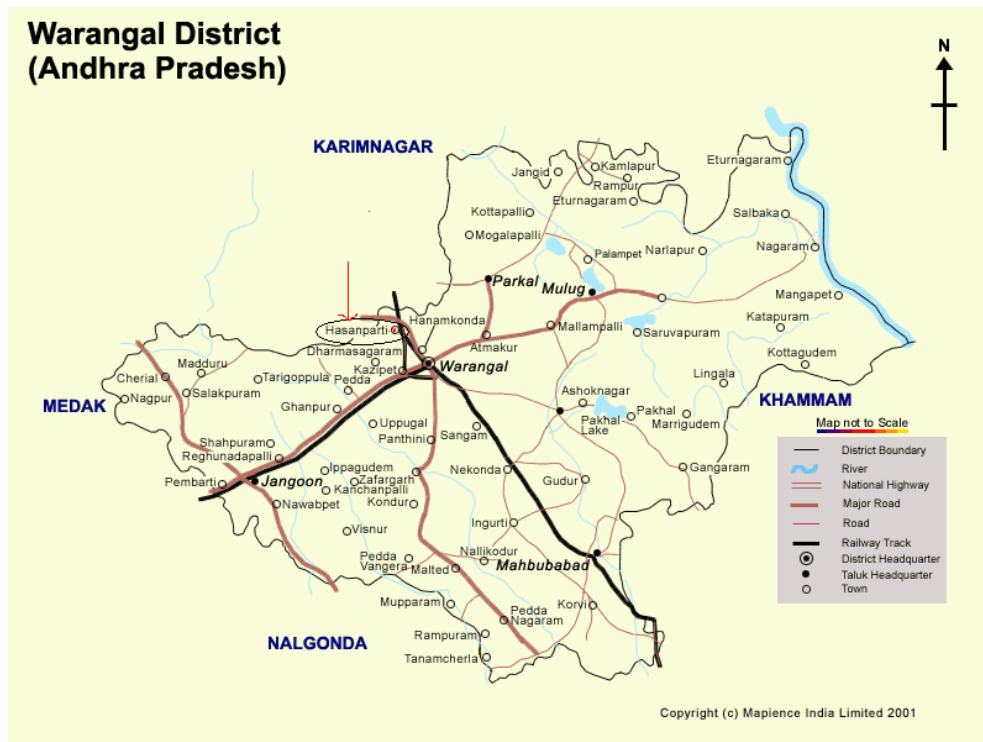 Warangal District
(Andhra Pradesh)
N
KARIMNAGAR
Eturnagaram
Kamlapur
Jangid
Rampur
Eturnagaram
Kottapalli
Salbaka
Mogalapalli
Nagaram
Palampet
Narlapur
Parkal
Mulug
Mangapet
Hanamkonda
Katapuram
Hasanparti
Mallampalli
Saruvapuram
Dharmasagaram
Atmakur
Kottagudem
Madduru
Kazipet
Warangal
Cherial
Tarigoppula
Pedda
Lingala
Nagpur
Salakpuram
Ashoknagar
MEDAK
Ghanpur
KHAMMAM
Pakhal
Lake
Pakhal
Marrigudem
Map not to Scale
Uppugal
Panthini
Sangam
Shahpuram
Reghunadapalli
District Boundary
Ippagudem
Nekonda
Gangaram
River
Pembarti
Jangoon
Zafargarh
Gudur
National Highway
Kanchanpalli
Nawabpet
Kondur
Major Road
Ingurti
Road
Visnur
Railway Track
Nallikodur
Pedda
Vangera
Malted
Mahbubabad
District Headquarter
Taluk Headquarter
Town
Mupparam
Pedda
Nagaram
Korvi
NALGONDA
Rampuram
Tanamcherla
Copyright (c) Mapience India Limited 2001